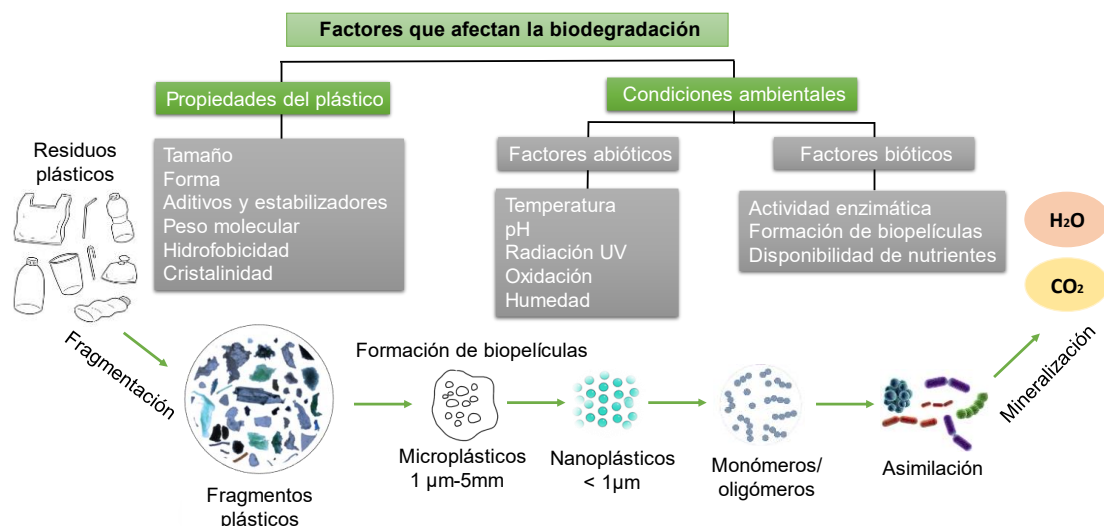 Factores que afectan la biodegradación
Propiedades del plástico
Condiciones ambientales
Residuos
plásticos
Tamaño
Forma
Aditivos y estabilizadores
Peso molecular
Hidrofobicidad
Cristalinidad
Factores abióticos
Temperatura
pH
Radiación UV
Oxidación
Humedad
Factores bióticos
Actividad enzimática
Formación de biopelículas
Disponibilidad de nutrientes
H₂O
CO₂
Fragmentación
Fragmentos
plásticos
Formación de biopelículas
Microplásticos
1 µm-5mm
Nanoplásticos
< 1µm
Monómeros/
oligómeros
Asimilación
Mineralización